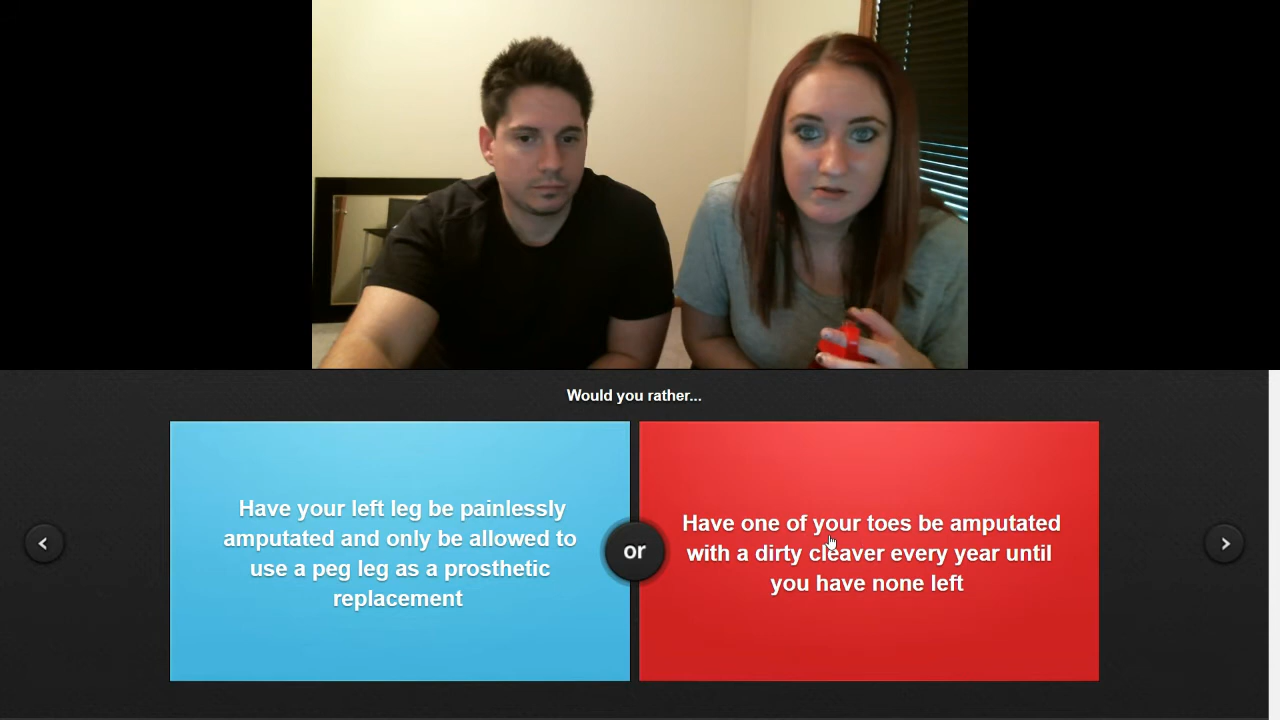 Would you rather...
Have your left leg be painlessly
amputated and only be allowed to
use a peg leg as a prosthetic
replacement
or
Have one of your toes be amputated
with a dirty cleaver every year until
you have none left